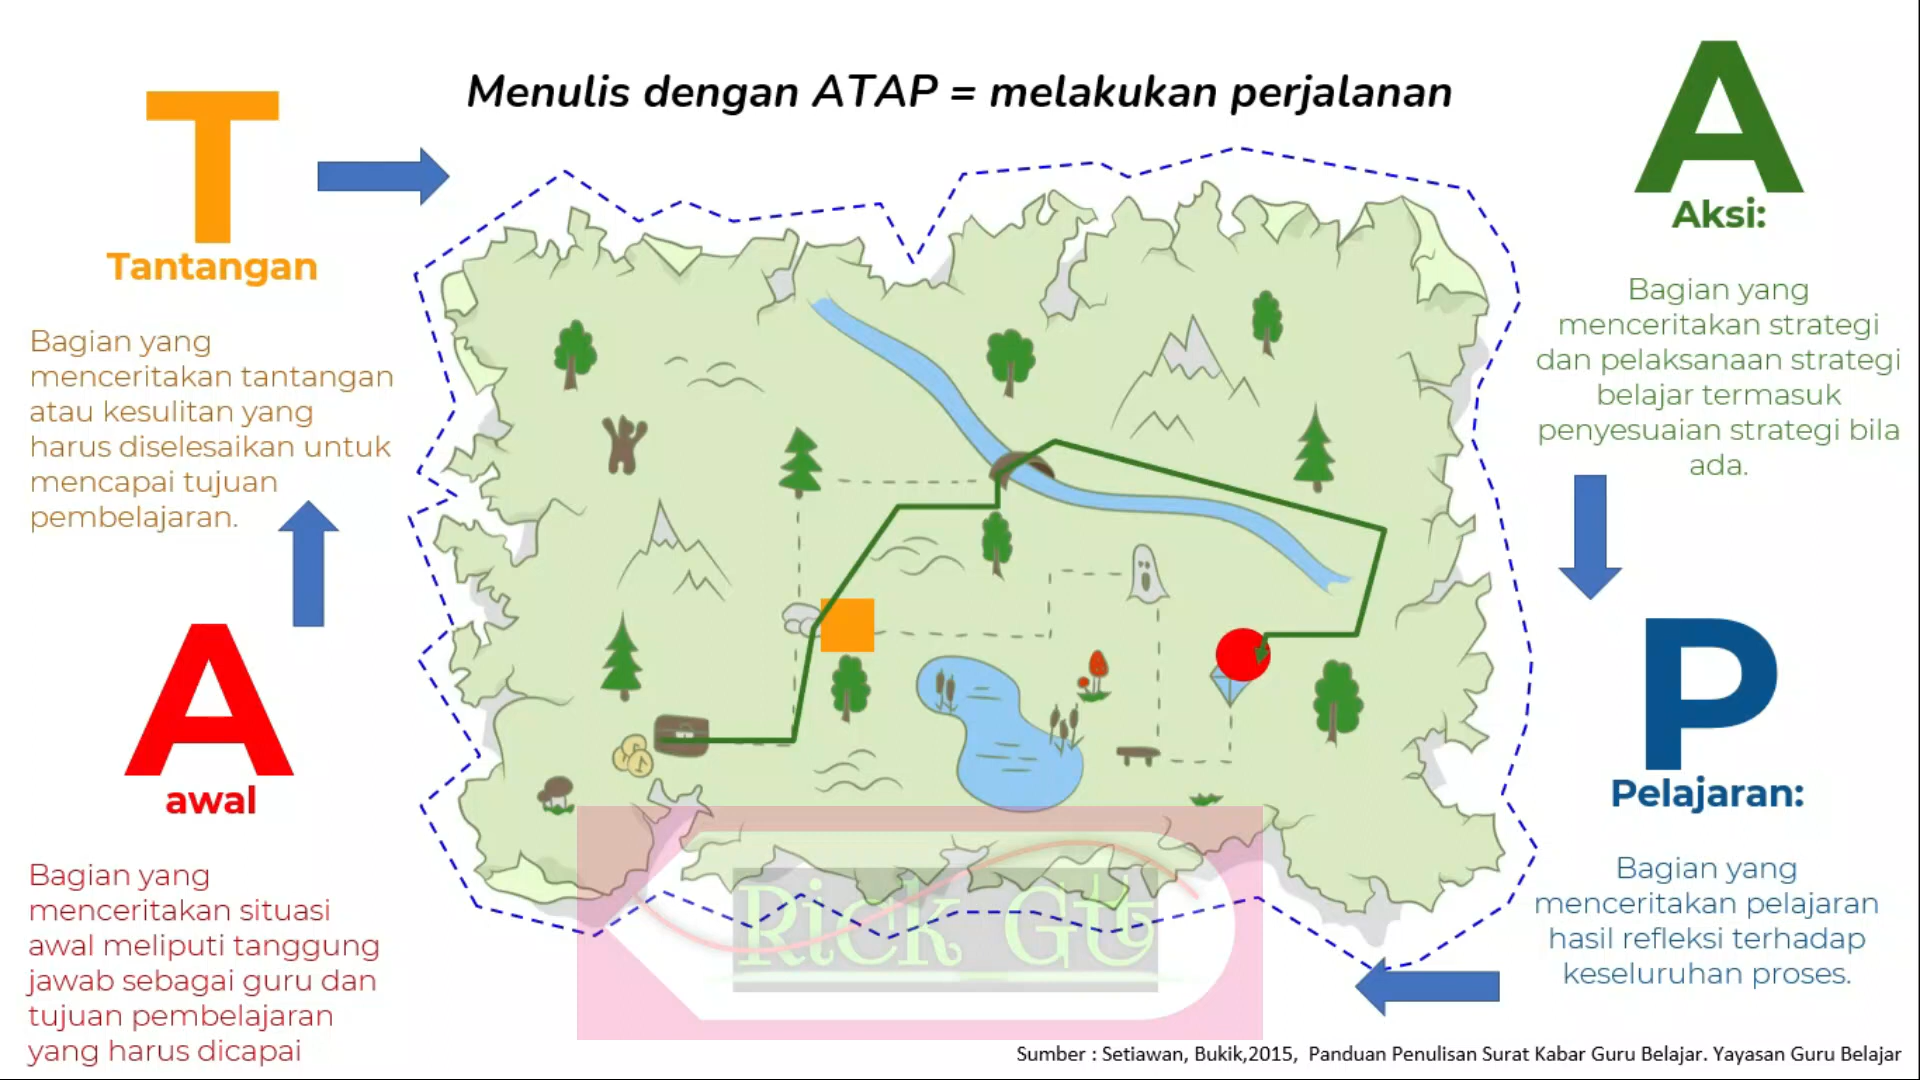 Menulis dengan ATAP = melakukan perjalanan
T
Tantangan
Bagian yang
menceritakan tantangan
atau kesulitan yang
harus diselesaikan untuk
mencapai tujuan
pembelajaran.
A
awal
Bagian yang
menceritakan situasi
awal meliputi tanggung
jawab sebagai guru dan
tujuan pembelajaran
yang harus dicapai
A
Aksi:
Bagian yang
menceritakan strategi
dan pelaksanaan strategi
belajar termasuk
penyesuaian strategi bila
ada.
P
Pelajaran:
Bagian yang
menceritakan pelajaran
hasil refleksi terhadap
keseluruhan proses.
Rick Gtt
Sumber : Setiawan, Bukik,2015, Panduan Penulisan Surat Kabar Guru Belajar. Yayasan Guru Belajar